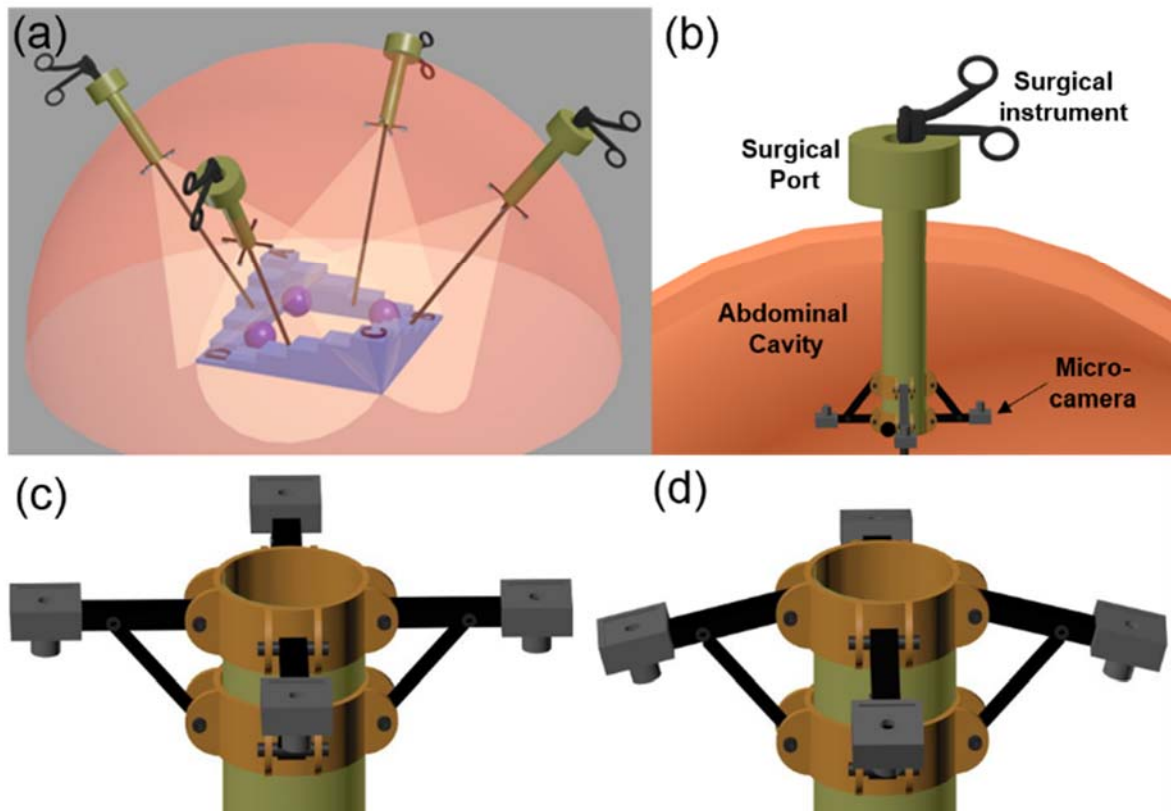 (a)
(b)
Surgical
instrument
Surgical
Port
Abdominal
Cavity
Micro-
camera
C
(c)
(d)